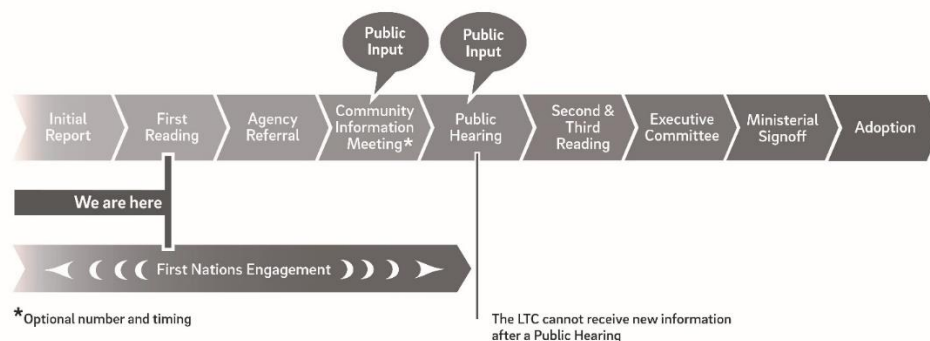 Public
Input
Public
Input
Initial
Report
First
Reading
Agency
Referral
Community
Information
Meeting*
Public
Hearing
Second &
Third
Reading
Executive
Committee
Ministerial
Signoff
Adoption
We are here
First Nations Engagement
*Optional number and timing
The LTC cannot receive new information
after a Public Hearing